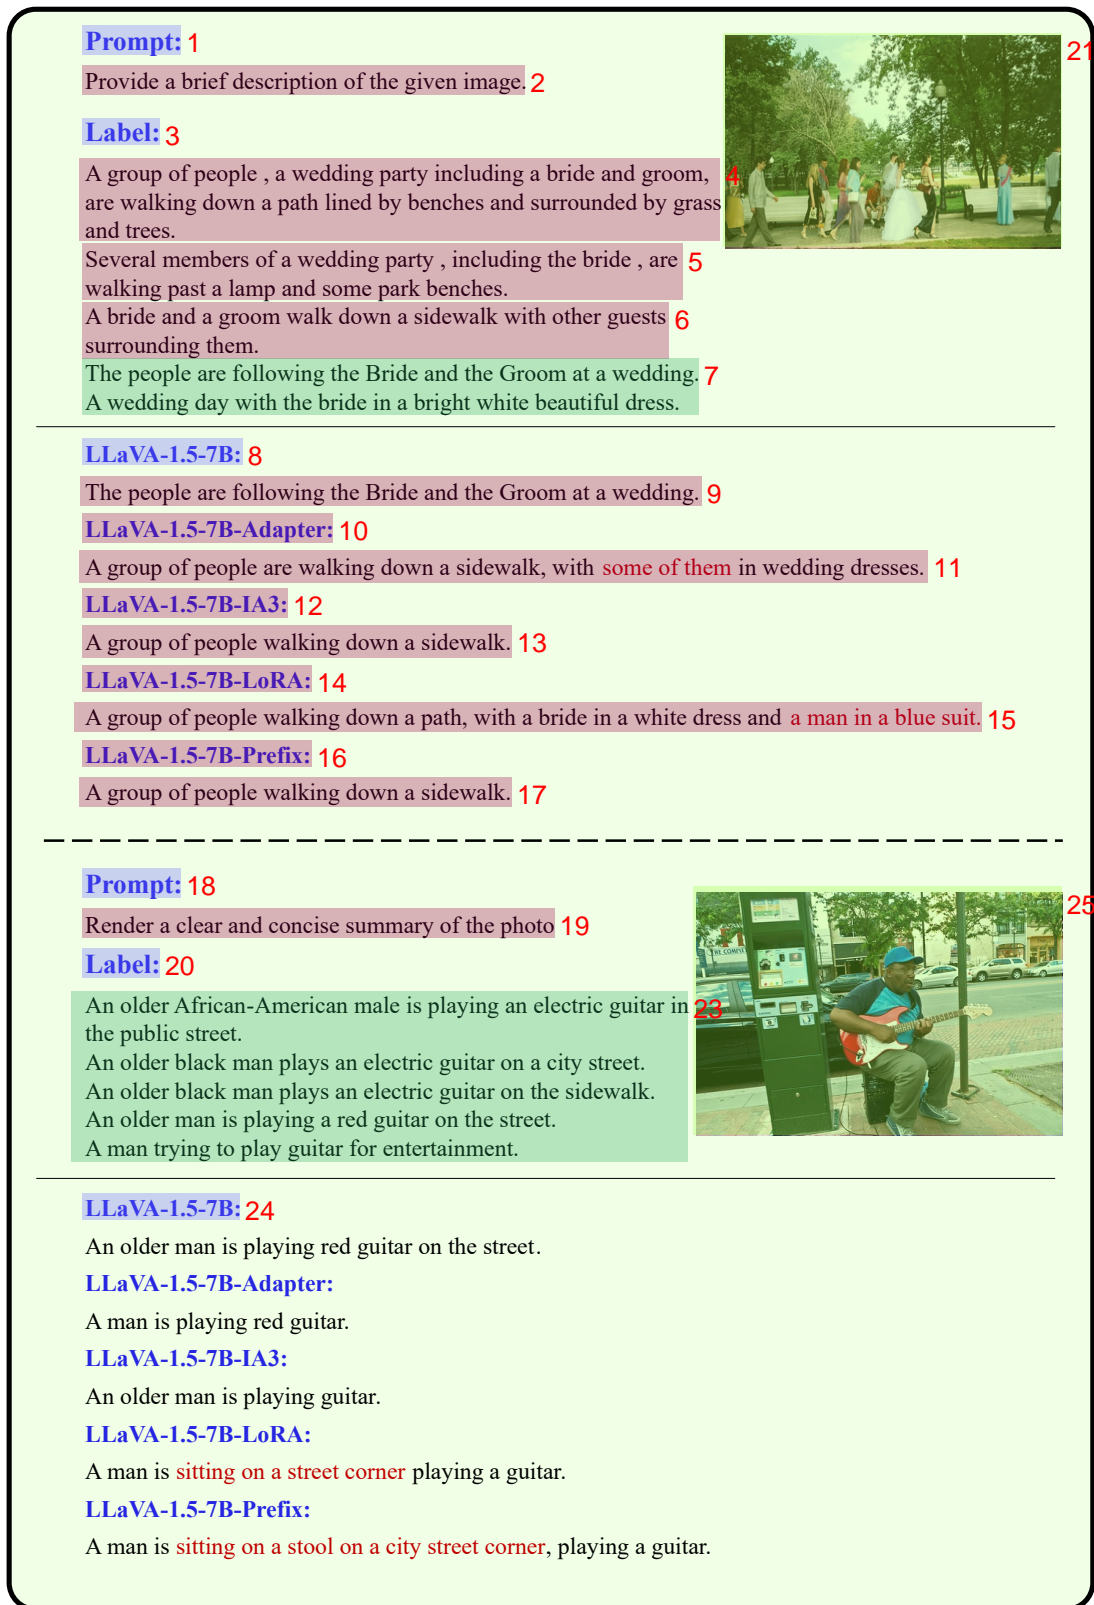 Prompt: 1
21
Provide a brief description of the given image. 2
Label: 3
A group of people , a wedding party including a bride and groom, 4
are walking down a path lined by benches and surrounded by grass
and trees.
Several members of a wedding party , including the bride , are 5
walking past a lamp and some park benches.
A bride and a groom walk down a sidewalk with other guests 6
surrounding them.
The people are following the Bride and the Groom at a wedding. 7
A wedding day with the bride in a bright white beautiful dress.
LLaVA-1.5-7B: 8
The people are following the Bride and the Groom at a wedding. 9
LLaVA-1.5-7B-Adapter: 10
A group of people are walking down a sidewalk, with some of them in wedding dresses. 11
LLaVA-1.5-7B-IA3: 12
A group of people walking down a sidewalk. 13
LLaVA-1.5-7B-LoRA: 14
A group of people walking down a path, with a bride in a white dress and a man in a blue suit. 15
LLaVA-1.5-7B-Prefix: 16
A group of people walking down a sidewalk. 17
Prompt: 18
25
Render a clear and concise summary of the photo 19
Label: 20
An older African-American male is playing an electric guitar in 23
the public street.
An older black man plays an electric guitar on a city street.
An older black man plays an electric guitar on the sidewalk.
An older man is playing a red guitar on the street.
A man trying to play guitar for entertainment.
LLaVA-1.5-7B: 24
An older man is playing red guitar on the street.
LLaVA-1.5-7B-Adapter:
A man is playing red guitar.
LLaVA-1.5-7B-IA3:
An older man is playing guitar.
LLaVA-1.5-7B-LoRA:
A man is sitting on a street corner playing a guitar.
LLaVA-1.5-7B-Prefix:
A man is sitting on a stool on a city street corner, playing a guitar.